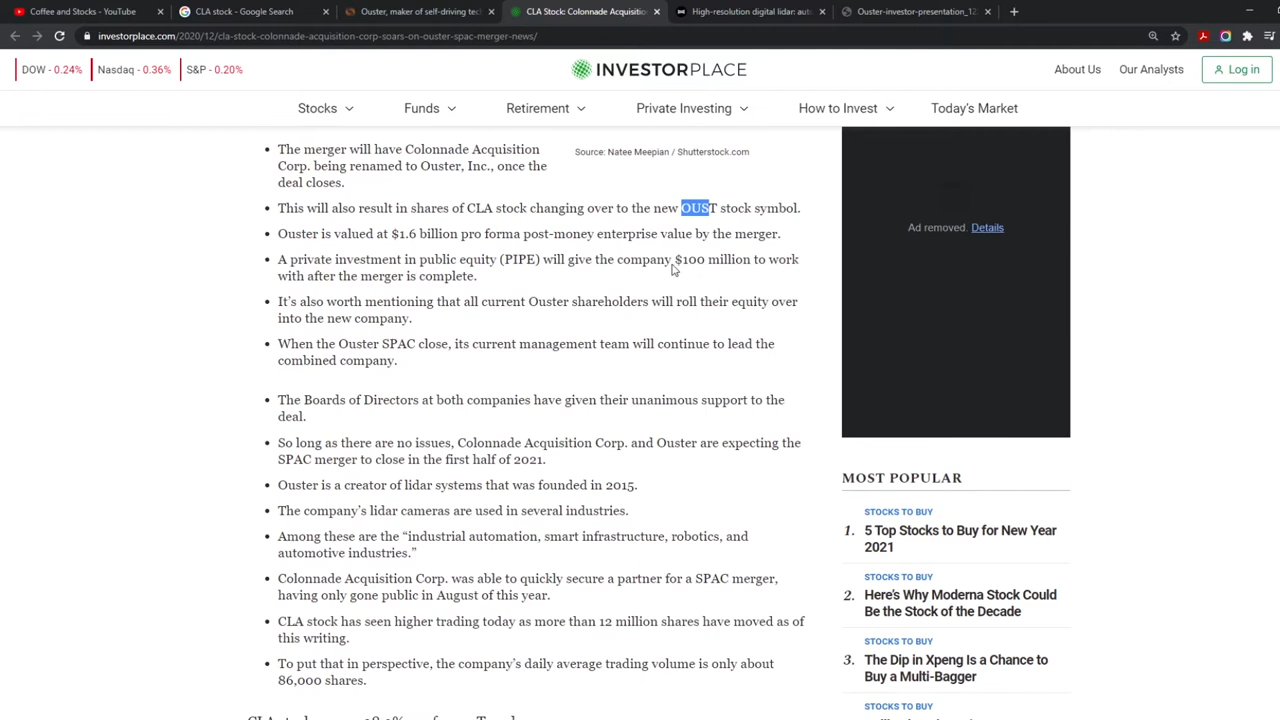 Coffee and Stocks - YouTube
CLA stock - Google Search
Ouster, maker of self-driving tec
CLA Stock: Colonnade Acquisitio
High-resolution digital lidar: auto
Ouster-investor-presentation_12
investorplace.com/2020/12/cla-stock-colonnade-acquisition-corp-soars-on-ouster-spac-merger-news/
DOW - 0.24%
Nasdaq - 0.36%
S&P - 0.20%
INVESTORPLACE
About Us
Our Analysts
Log in
Stocks
Funds
Retirement
Private Investing
How to Invest
Today's Market
• The merger will have Colonnade Acquisition
Corp. being renamed to Ouster, Inc., once the
deal closes.
Source: Natee Meepian / Shutterstock.com
• This will also result in shares of CLA stock changing over to the new OUST stock symbol.
• Ouster is valued at $1.6 billion pro forma post-money enterprise value by the merger.
• A private investment in public equity (PIPE) will give the company $100 million to work
with after the merger is complete.
• It’s also worth mentioning that all current Ouster shareholders will roll their equity over
into the new company.
• When the Ouster SPAC close, its current management team will continue to lead the
combined company.
• The Boards of Directors at both companies have given their unanimous support to the
deal.
• So long as there are no issues, Colonnade Acquisition Corp. and Ouster are expecting the
SPAC merger to close in the first half of 2021.
• Ouster is a creator of lidar systems that was founded in 2015.
• The company’s lidar cameras are used in several industries.
• Among these are the “industrial automation, smart infrastructure, robotics, and
automotive industries.”
• Colonnade Acquisition Corp. was able to quickly secure a partner for a SPAC merger,
having only gone public in August of this year.
• CLA stock has seen higher trading today as more than 12 million shares have moved as of
this writing.
• To put that in perspective, the company’s daily average trading volume is only about
86,000 shares.
Ad removed. Details
MOST POPULAR
STOCKS TO BUY
1. 5 Top Stocks to Buy for New Year
2021
STOCKS TO BUY
2. Here’s Why Moderna Stock Could
Be the Stock of the Decade
STOCKS TO BUY
3. The Dip in Xpeng Is a Chance to
Buy a Multi-Bagger
STOCKS TO BUY